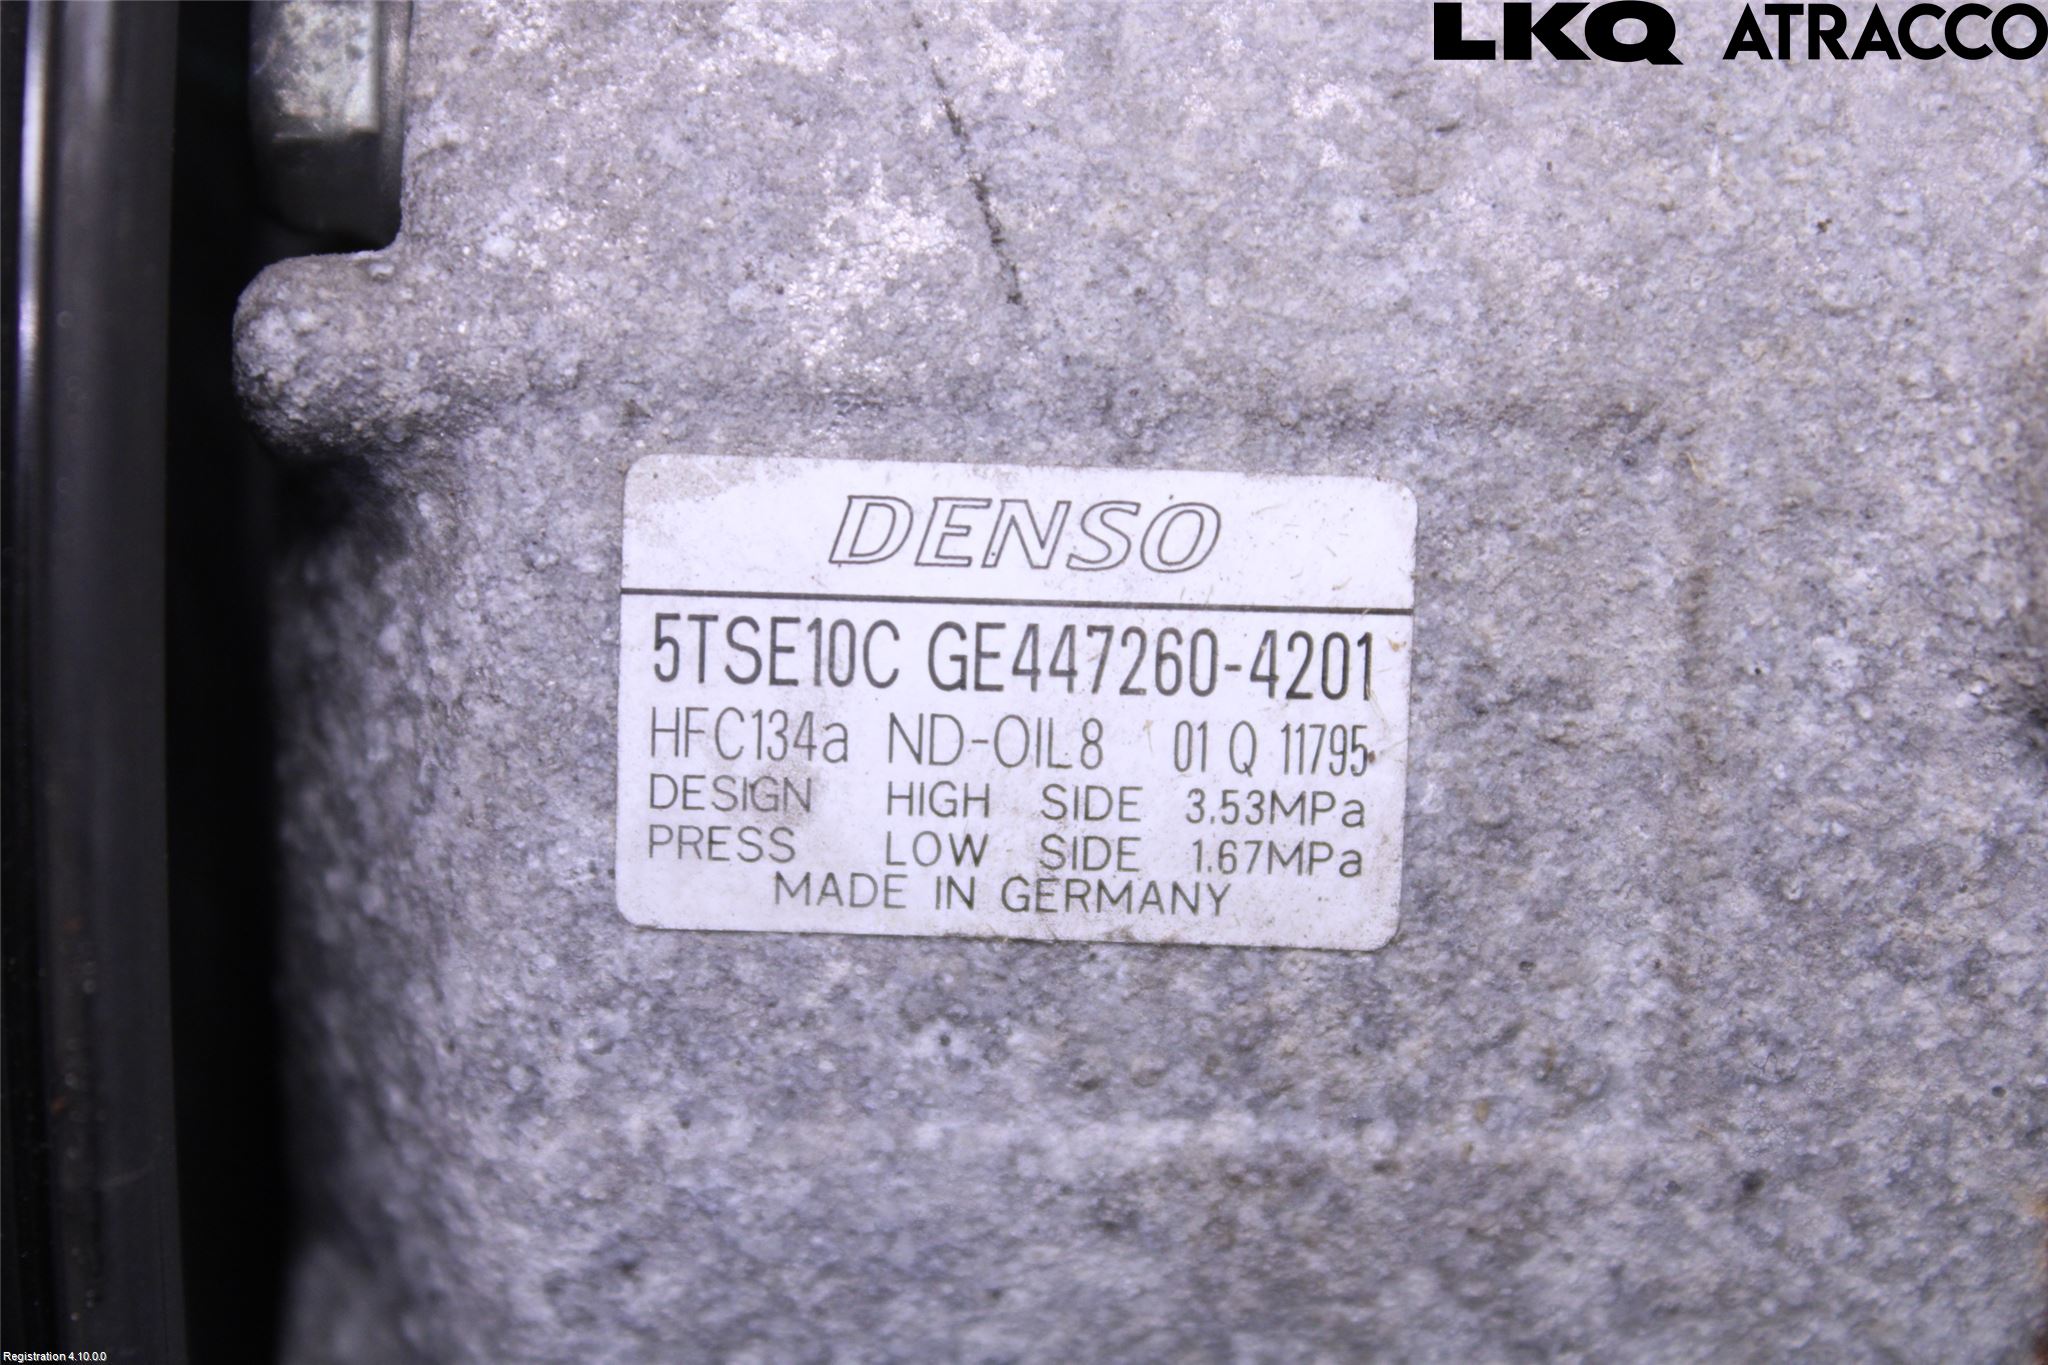 LKQ ATRACCO
DENSO
5TSE10C GE447260-4201
HFC134a ND-OIL8 01 Q 11795
DESIGN HIGH SIDE 3.53MPa
PRESS LOW SIDE 1.67MPa
MADE IN GERMANY
Registration 4.10.0.0